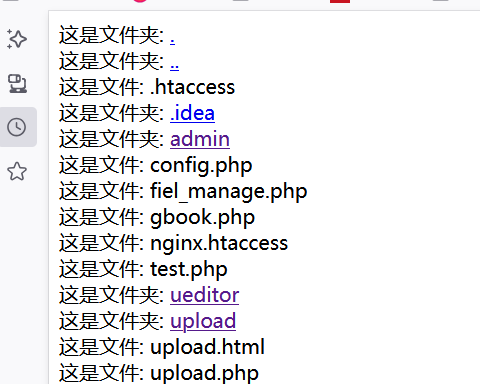 这是文件夹: .
这是文件夹: ..
这是文件: .htaccess
这是文件夹: .idea
这是文件夹: admin
这是文件: config.php
这是文件: fiel_manage.php
这是文件: gbook.php
这是文件: nginx.htaccess
这是文件: test.php
这是文件夹: ueditor
这是文件夹: upload
这是文件: upload.html
这是文件: upload.php